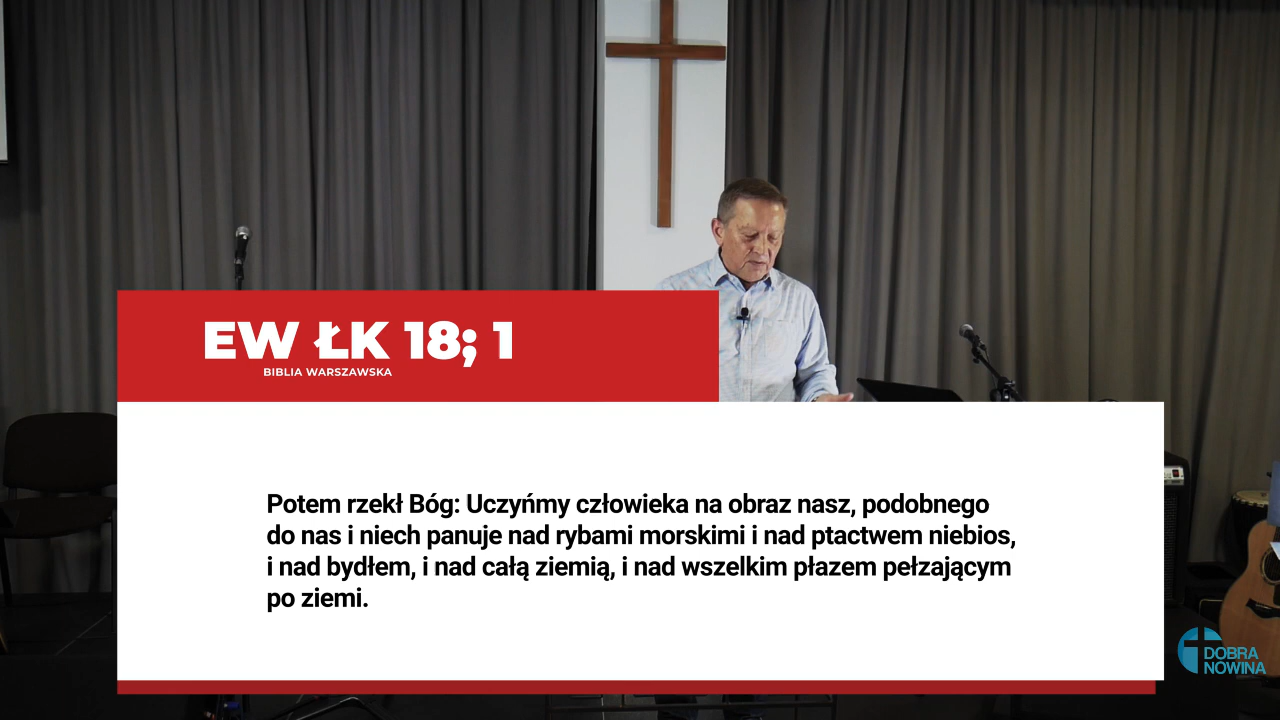 EW ŁK 18; 1
BIBLIA WARSZAWSKA
Potem rzekł Bóg: Uczyńmy człowieka na obraz nasz, podobnego
do nas i niech panuje nad rybami morskimi i nad ptactwem niebios,
i nad bydłem, i nad całą ziemią, i nad wszelkim płazem pełzającym
po ziemi.
DOBRA
NOWINA